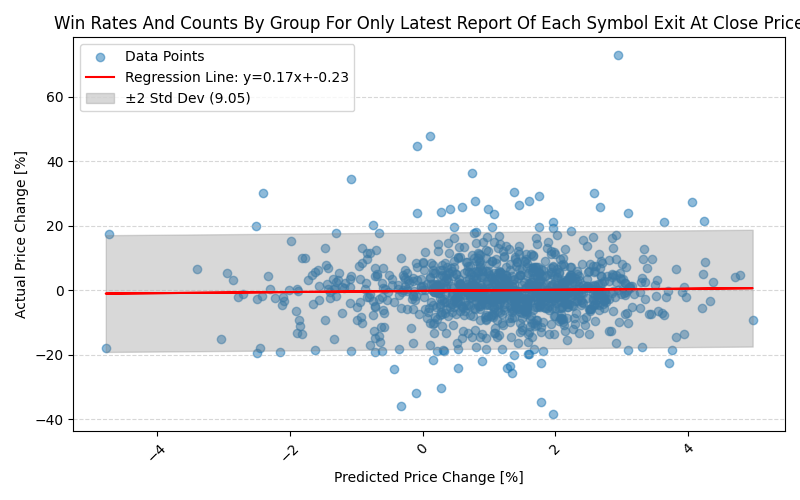 Win Rates And Counts By Group For Only Latest Report Of Each Symbol Exit At Close Price
Data Points
Regression Line: y=0.17x+-0.23
±2 Std Dev (9.05)
60
40
20
0
−20
−40
Actual Price Change [%]
−4
−2
0
2
4
Predicted Price Change [%]